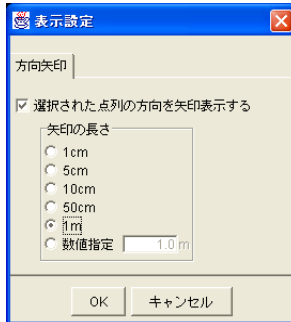 表示設定
方向矢印
選択された点列の方向を矢印表示する
矢印の長さ
1cm
5cm
10cm
50cm
1m
数値指定 1.0 m
OK キャンセル